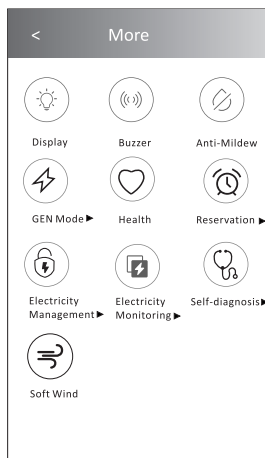 < More
Display Buzzer Anti-Mildew
GEN Mode ▶ Health Reservation ▶
Electricity Electricity Self-diagnosis ▶
Management ▶ Monitoring ▶
Soft Wind